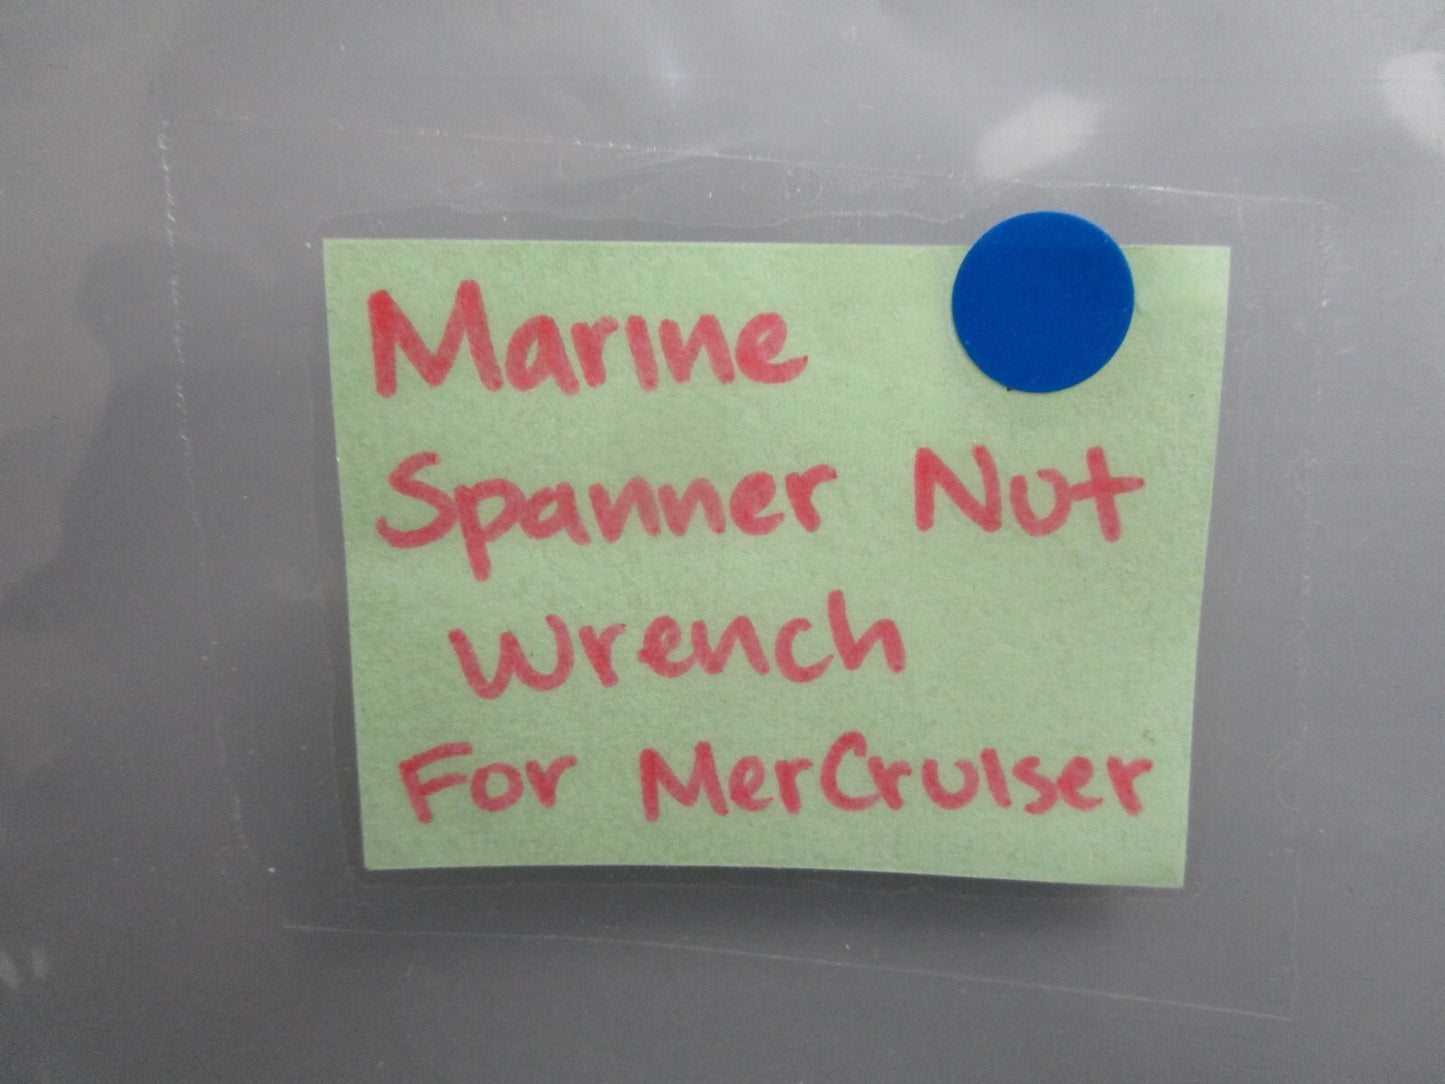 Marine
Spanner Nut
Wrench
For MerCruiser